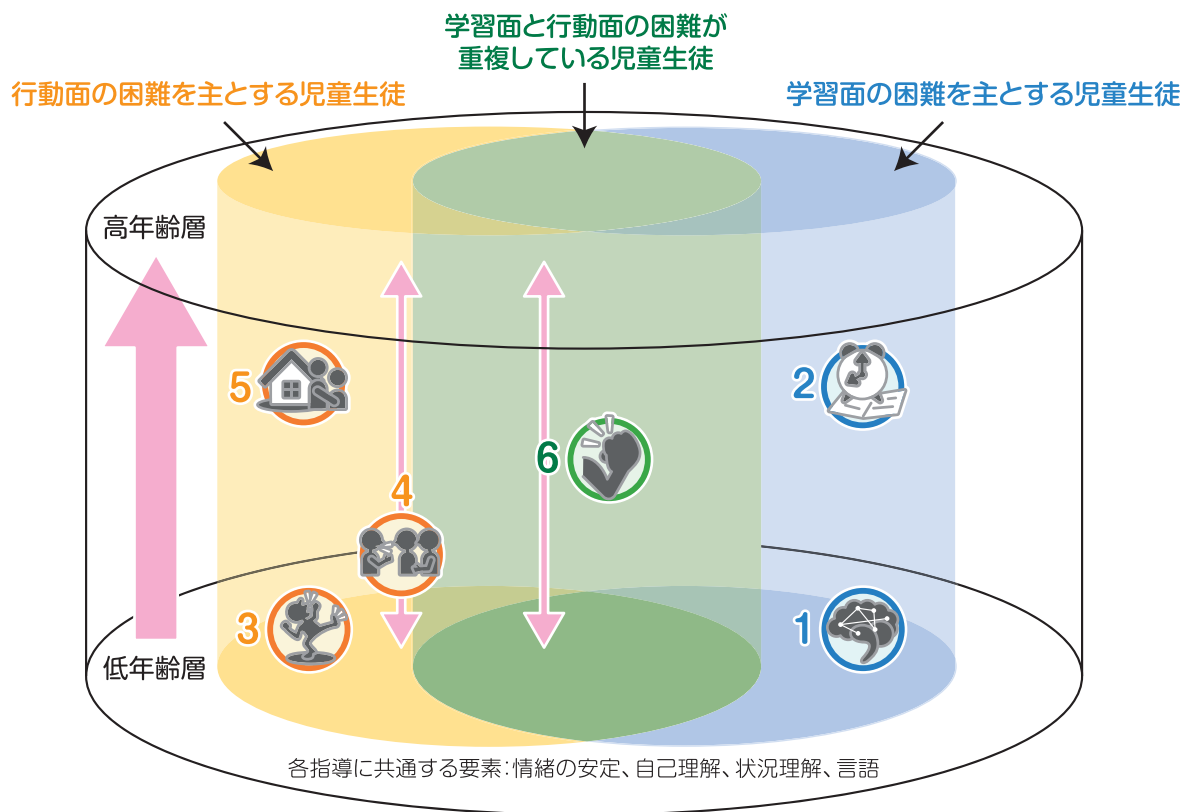 学習面と行動面の困難が
重複している児童生徒
行動面の困難を主とする児童生徒
学習面の困難を主とする児童生徒
高年齢層
5
2
6
4
3
1
低年齢層
各指導に共通する要素:情緒の安定、自己理解、状況理解、言語